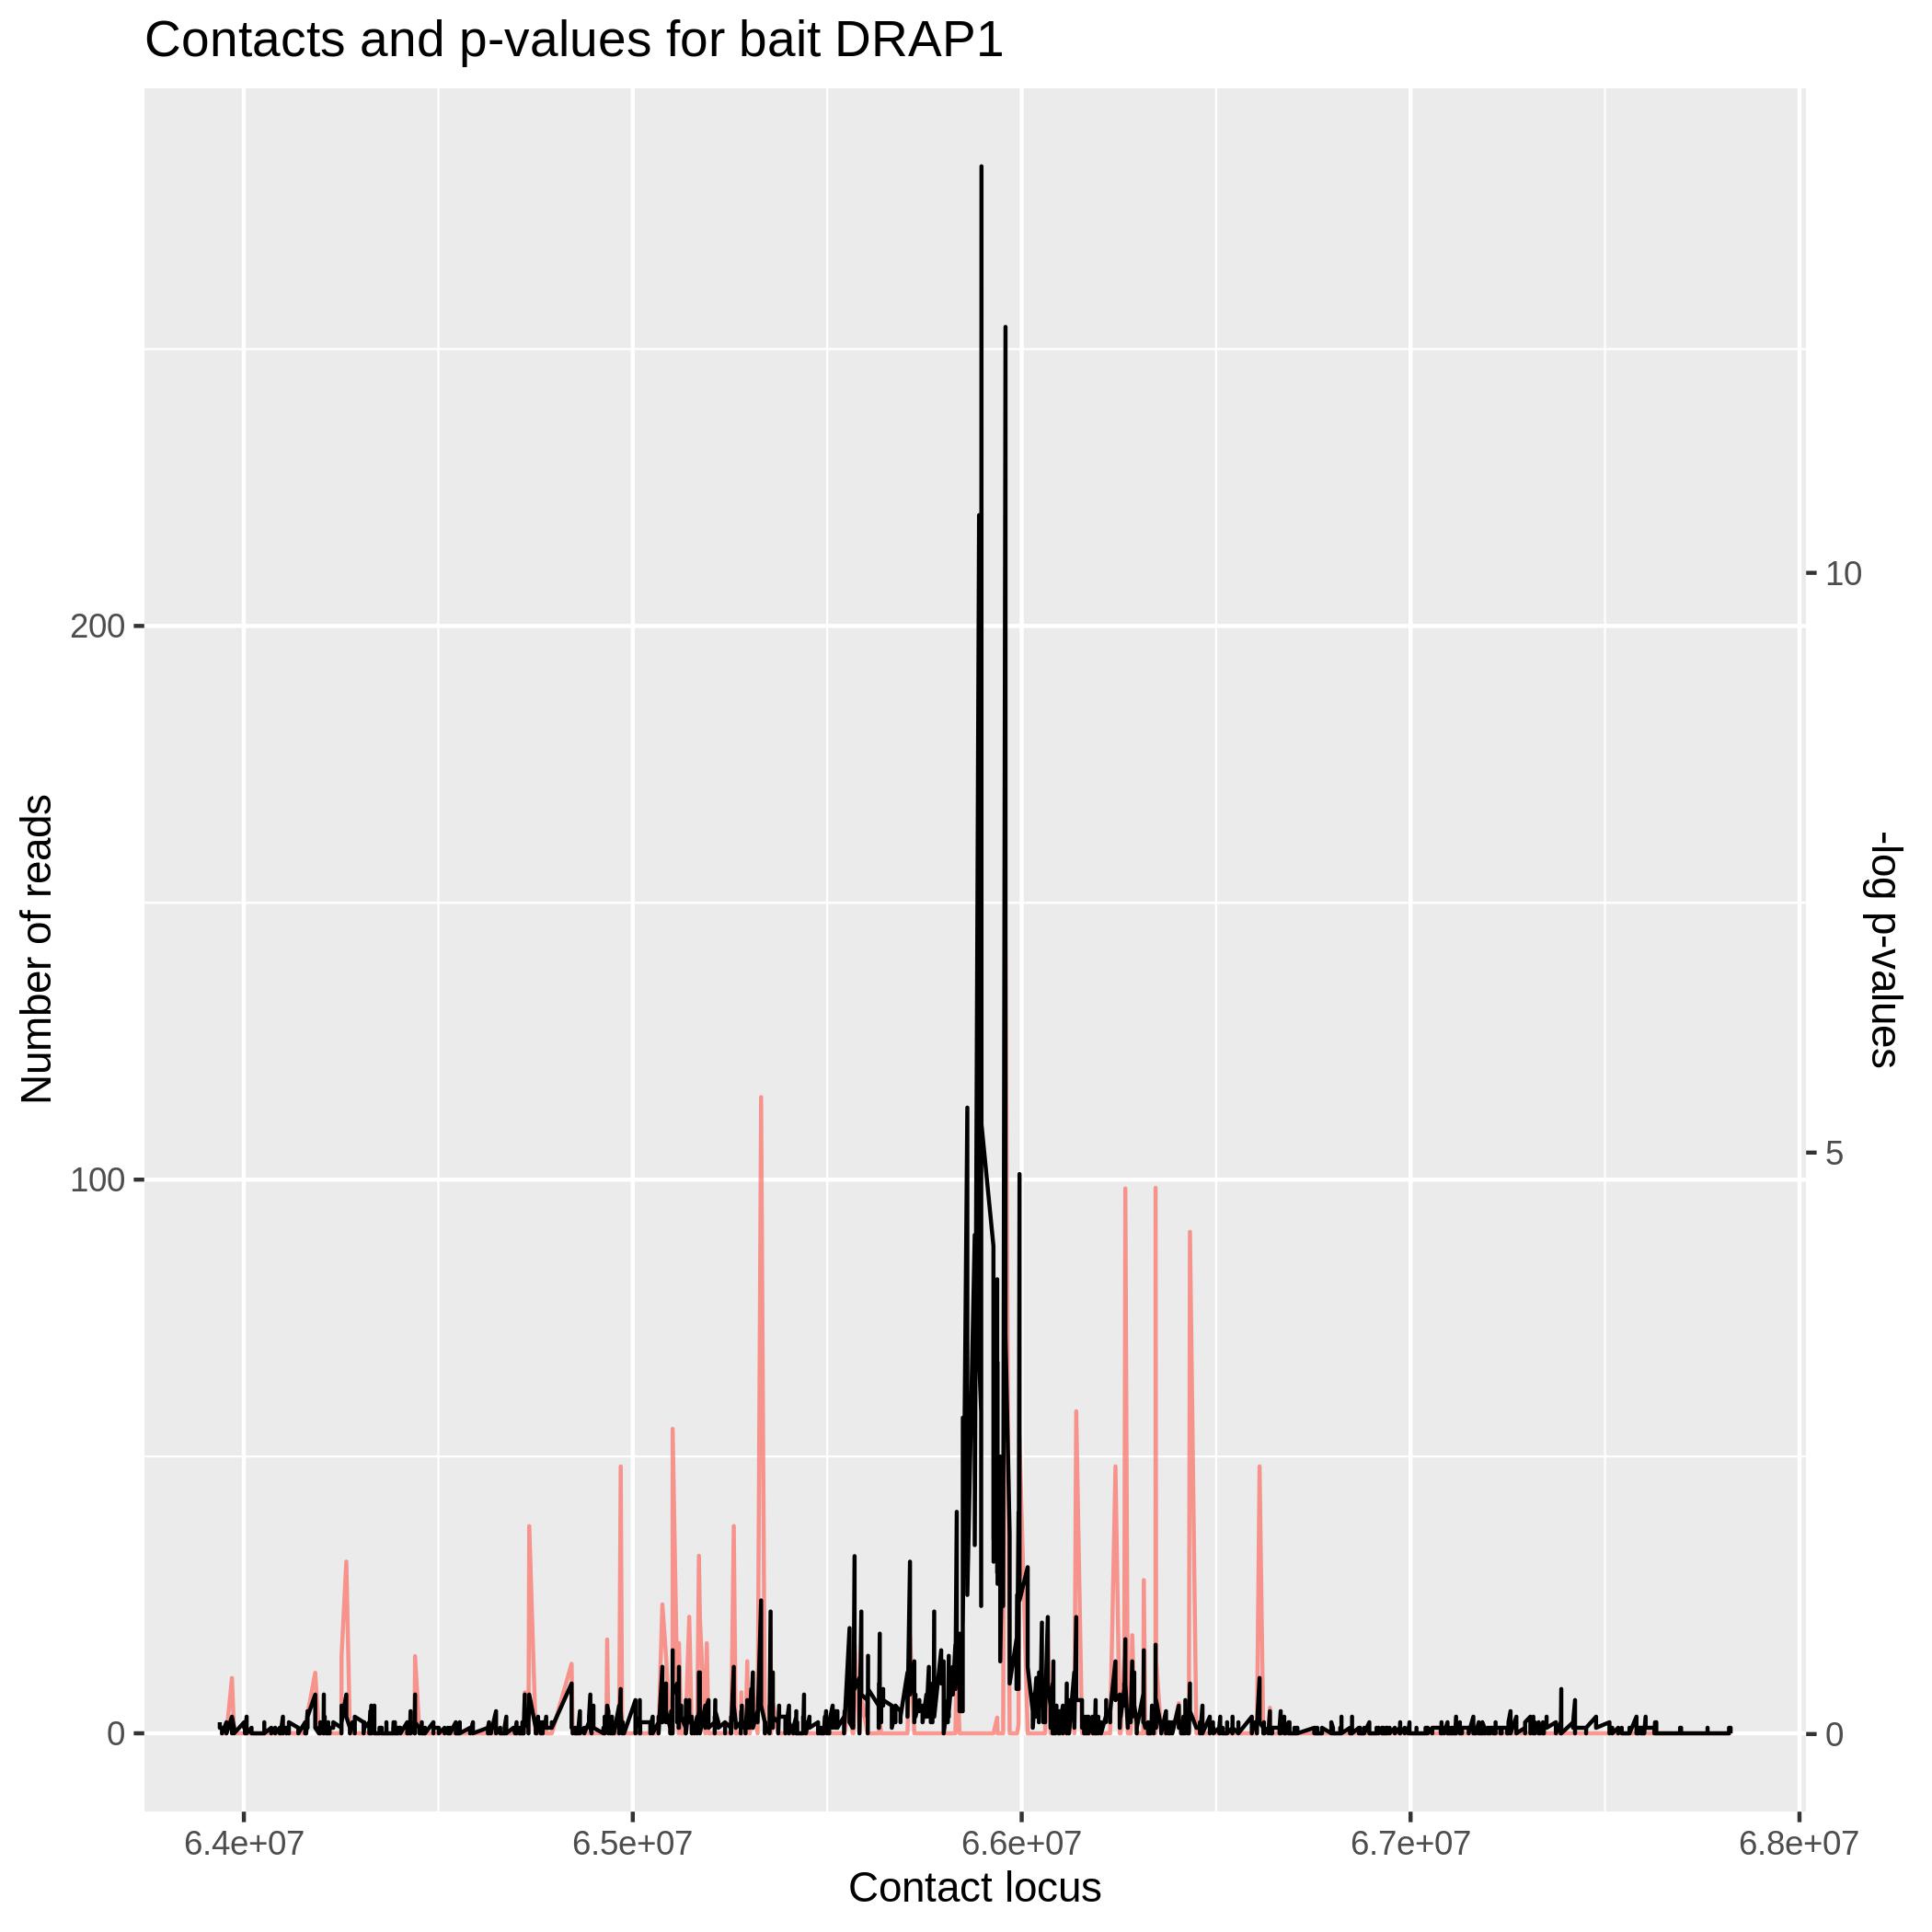 Contacts and p-values for bait DRAP1
Number of reads
200
100
0
10
5
0
-log p-values
6.4e+07
6.5e+07
6.6e+07
6.7e+07
6.8e+07
Contact locus